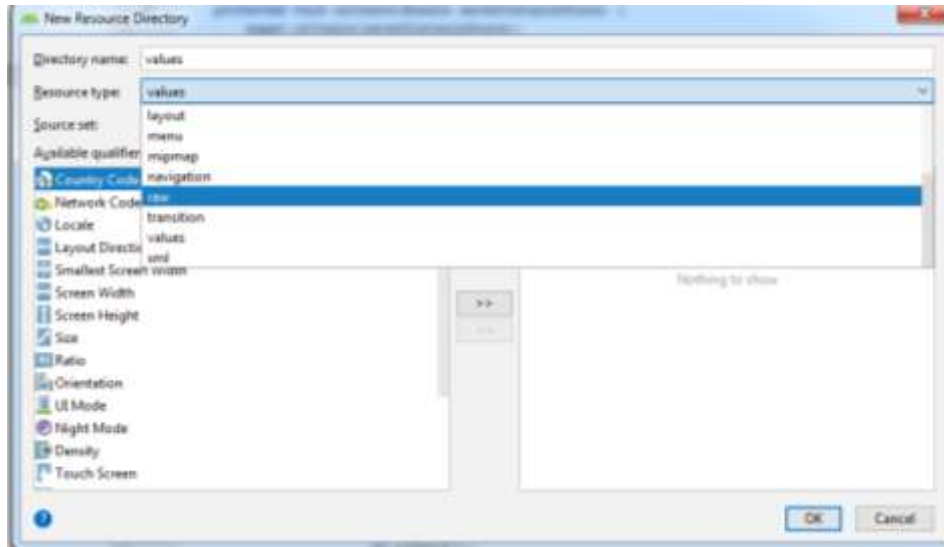 New Resource Directory
Directory name: values
Resource type: values
layout
Source set:
menu
Available qualifier
mipmap
navigation
Country Code
raw
Network Code
transition
Locale
values
Layout Directi
xml
Smallest Screen Width
Nothing to show
Screen Width
>>
Screen Height
<<
Size
Ratio
Orientation
UI Mode
Night Mode
Density
Touch Screen
?
OK Cancel